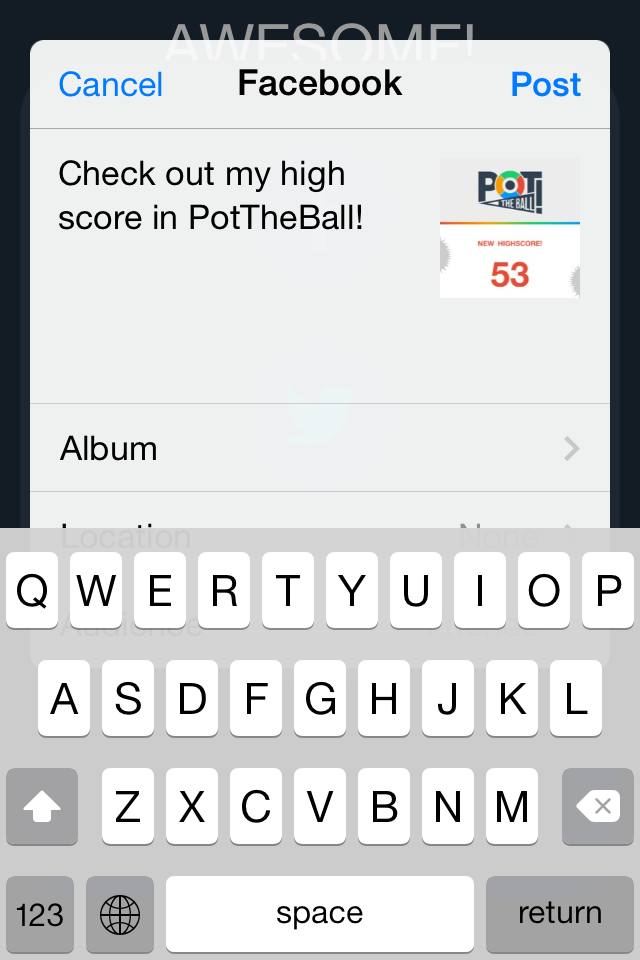 AWESOME!
Cancel Facebook Post
Check out my high
score in PotTheBall!
POT!
THE BALL!
NEW HIGHSCORE!
53
Album
Location None
Audience
Q W E R T Y U I O P
A S D F G H J K L
Z X C V B N M
123 space return